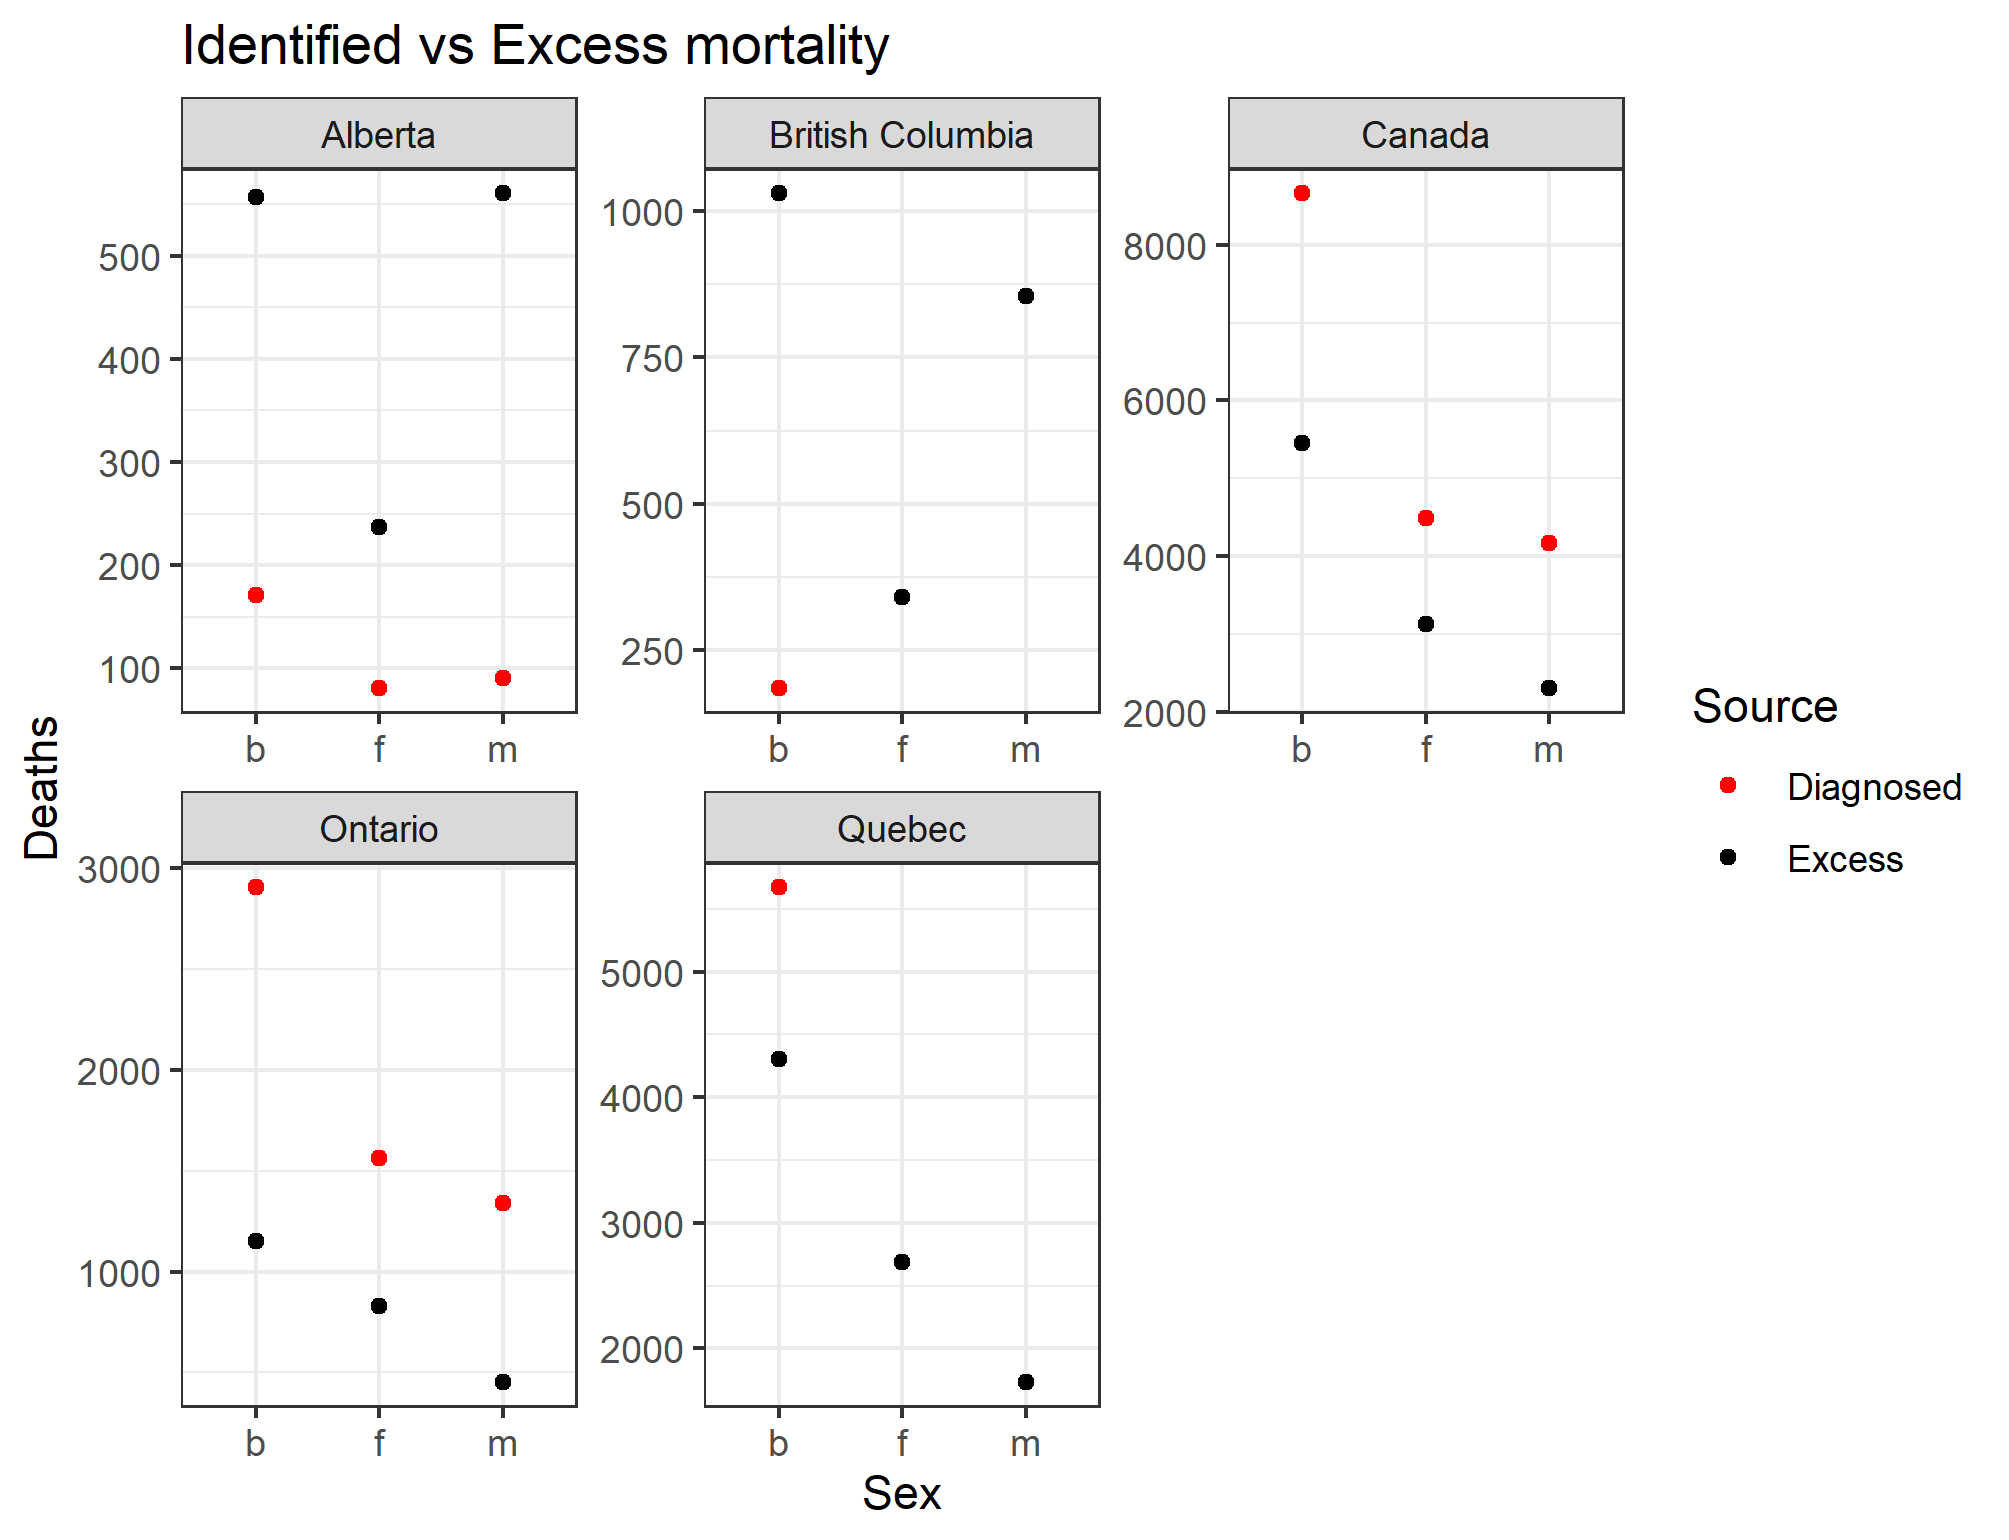 Identified vs Excess mortality
Alberta
British Columbia
Canada
500
400
300
200
100
1000
750
500
250
8000
6000
4000
2000
b f m
b f m
b f m
Deaths
Ontario
Quebec
3000
2000
1000
5000
4000
3000
2000
b f m
b f m
Sex
Source
Diagnosed
Excess